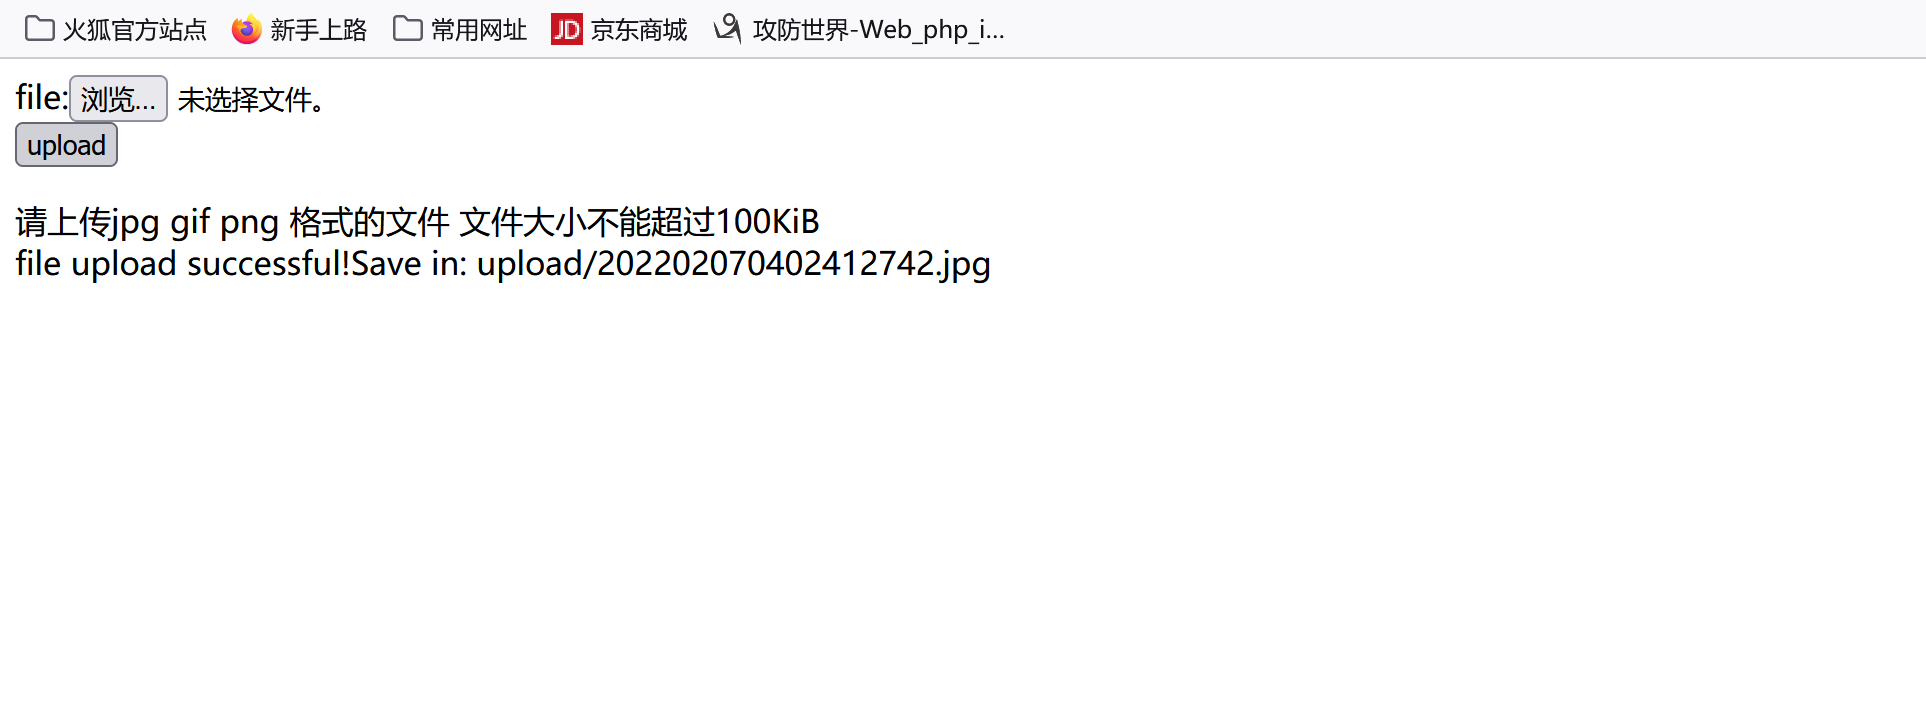 火狐官方站点 新手上路 常用网址 JD 京东商城 攻防世界-Web_php_i...
file:浏览... 未选择文件。
upload
请上传jpg gif png 格式的文件 文件大小不能超过100KiB
file upload successful!Save in: upload/202202070402412742.jpg